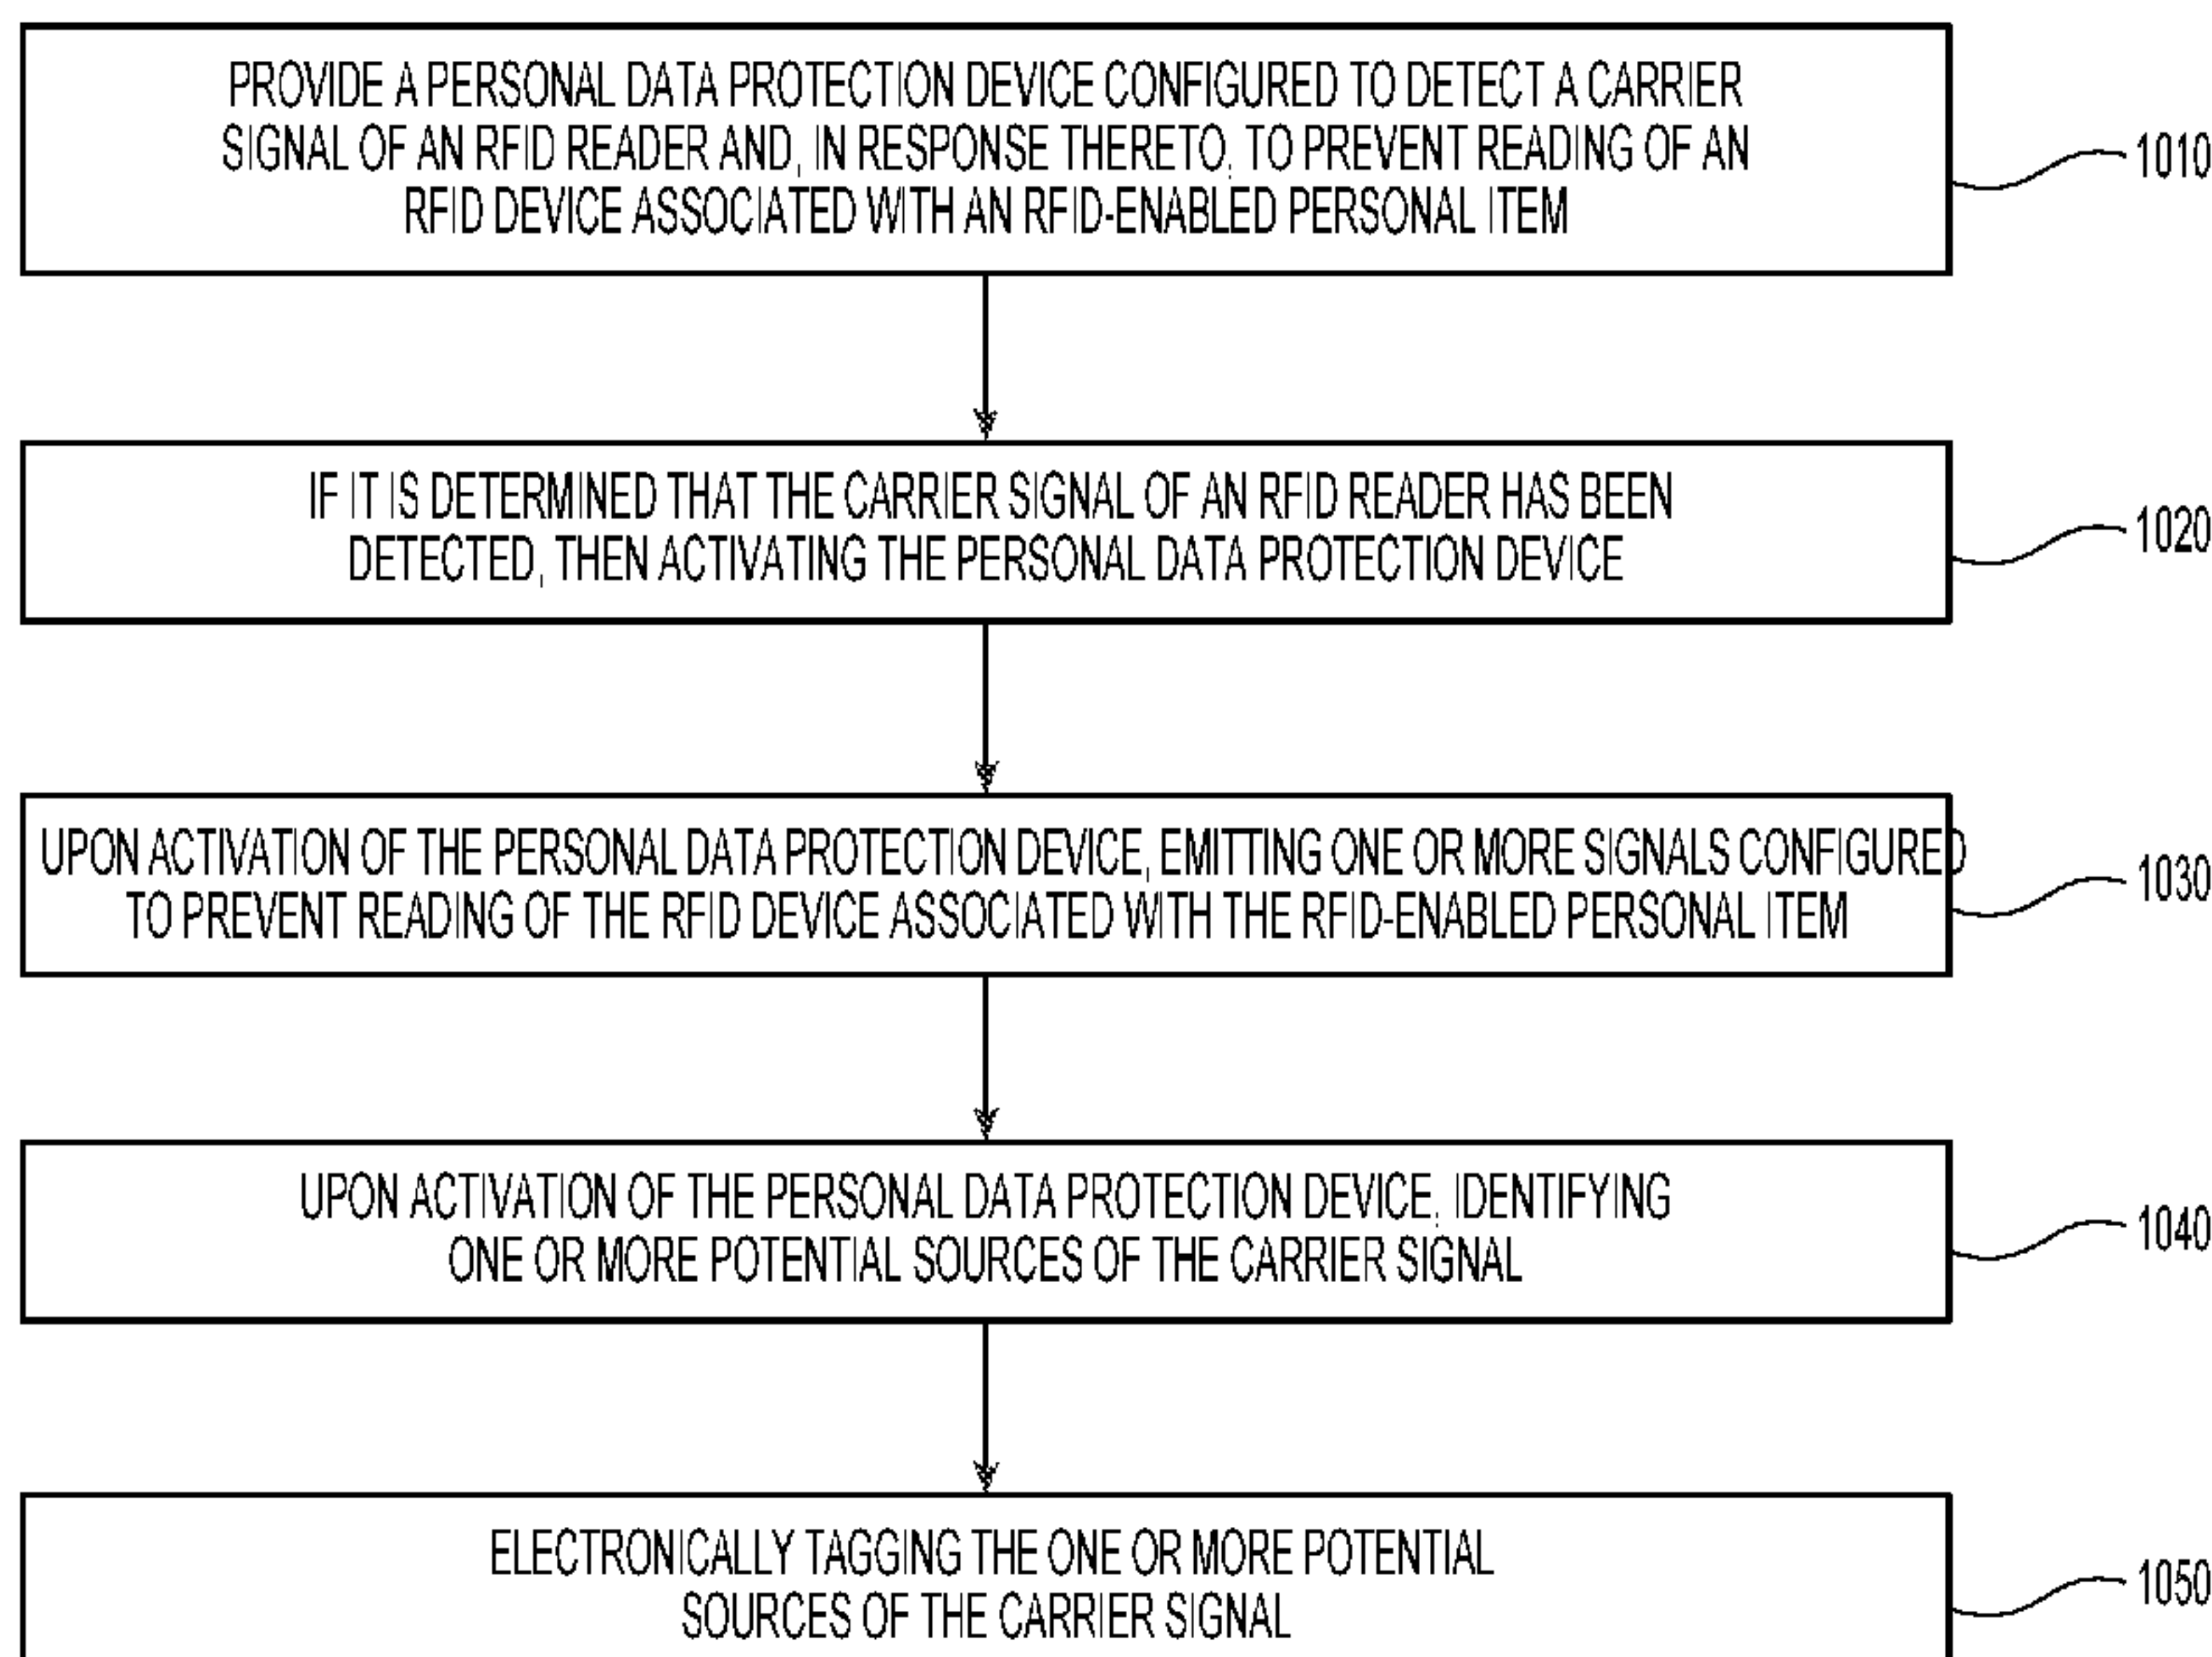 PROVIDE A PERSONAL DATA PROTECTION DEVICE CONFIGURED TO DETECT A CARRIER
SIGNAL OF AN RFID READER AND, IN RESPONSE THERETO, TO PREVENT READING OF AN
RFID DEVICE ASSOCIATED WITH AN RFID-ENABLED PERSONAL ITEM
1010
IF IT IS DETERMINED THAT THE CARRIER SIGNAL OF AN RFID READER HAS BEEN
DETECTED, THEN ACTIVATING THE PERSONAL DATA PROTECTION DEVICE
1020
UPON ACTIVATION OF THE PERSONAL DATA PROTECTION DEVICE, EMITTING ONE OR MORE SIGNALS CONFIGURED
TO PREVENT READING OF THE RFID DEVICE ASSOCIATED WITH THE RFID-ENABLED PERSONAL ITEM
1030
UPON ACTIVATION OF THE PERSONAL DATA PROTECTION DEVICE, IDENTIFYING
ONE OR MORE POTENTIAL SOURCES OF THE CARRIER SIGNAL
1040
ELECTRONICALLY TAGGING THE ONE OR MORE POTENTIAL
SOURCES OF THE CARRIER SIGNAL
1050